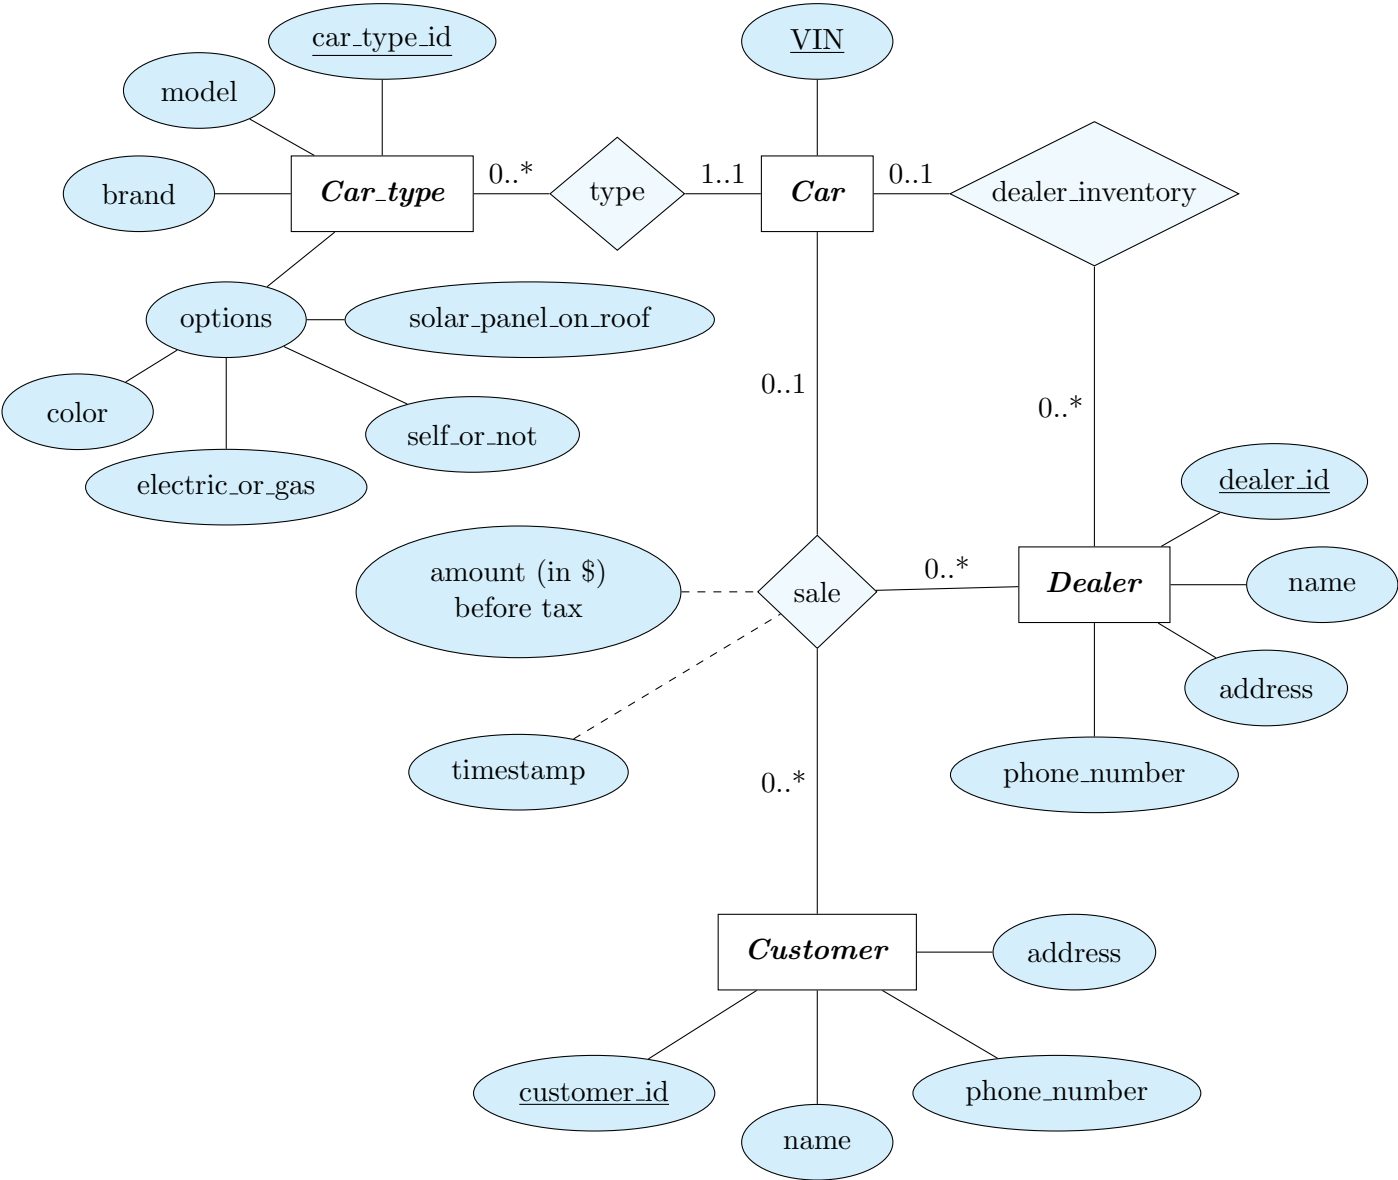 car_type_id
VIN
model
brand
Car_type
0..*
type
1..1
Car
0..1
dealer_inventory
options
solar_panel_on_roof
color
self_or_not
electric_or_gas
0..1
0..*
dealer_id
amount (in $)
before tax
sale
0..*
Dealer
name
address
timestamp
0..*
phone_number
Customer
address
customer_id
name
phone_number